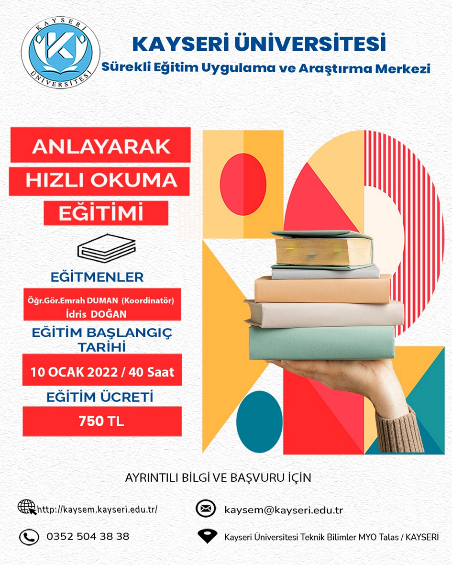 KAYSERİ ÜNİVERSİTESİ
KAYSERİ ÜNİVERSİTESİ
Sürekli Eğitim Uygulama ve Araştırma Merkezi
ANLAYARAK
HIZLI OKUMA
EĞİTİMİ
EĞİTMENLER
Öğr.Gör.Emrah DUMAN (Koordinatör)
İdris DOĞAN
EĞİTİM BAŞLANGIÇ
TARİHİ
10 OCAK 2022 / 40 Saat
EĞİTİM ÜCRETİ
750 TL
AYRINTILI BİLGİ VE BAŞVURU İÇİN
http://kaysem.kayseri.edu.tr/
kaysem@kayseri.edu.tr
0352 504 38 38
Kayseri Üniversitesi Teknik Bilimler MYO Talas / KAYSERİ